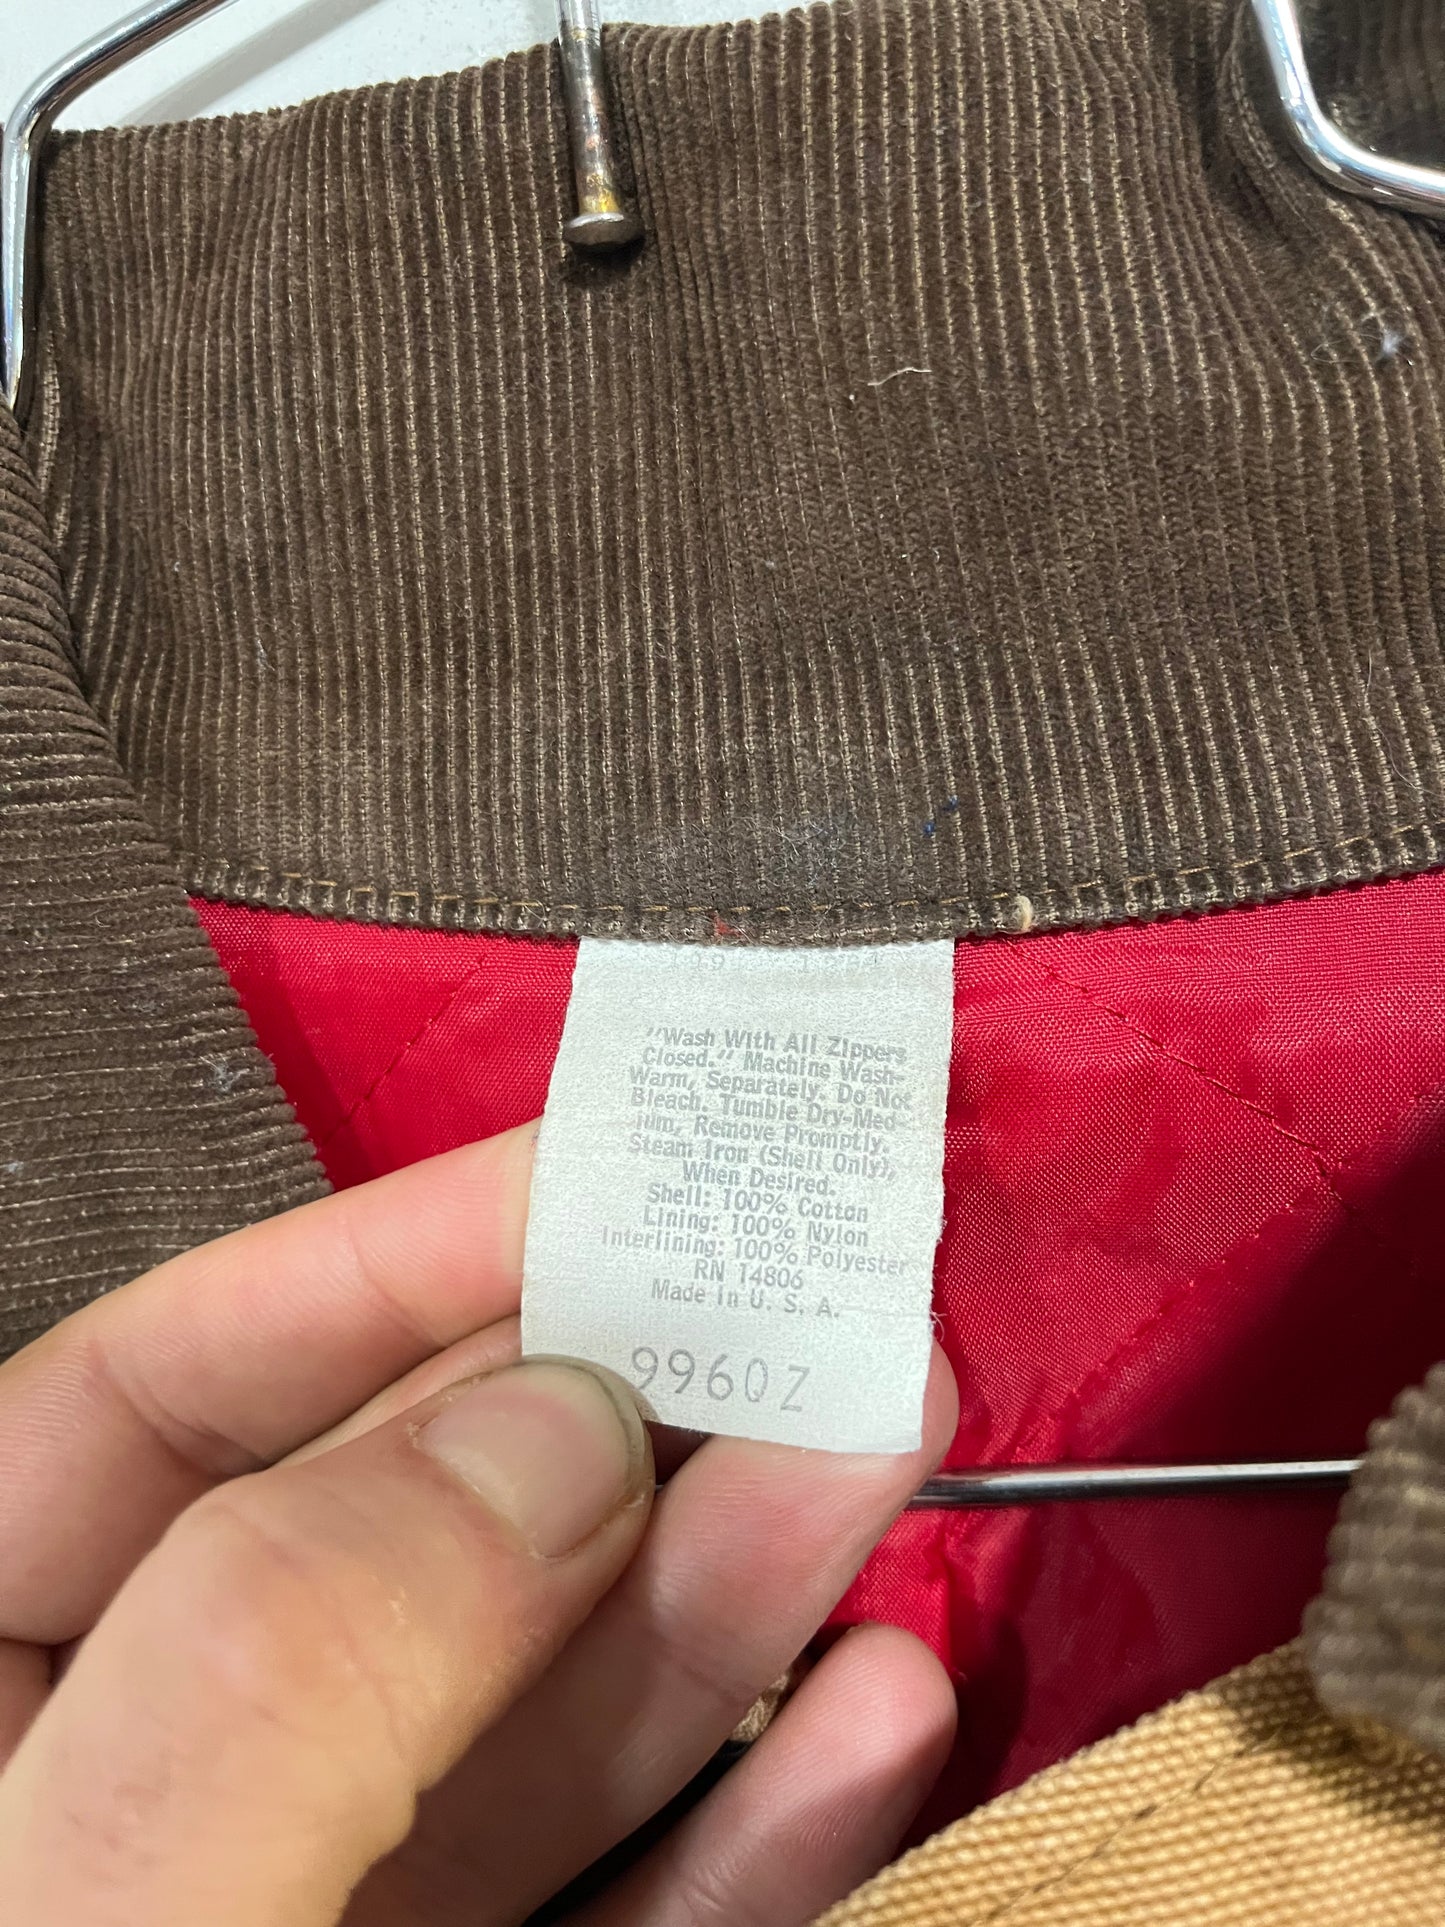 "Wash With All Zippers
Closed." Machine Wash-
Warm, Separately. Do Not
Bleach. Tumble Dry-Med-
ium, Remove Promptly.
Steam Iron (Shell Only),
When Desired.
Shell: 100% Cotton
Lining: 100% Nylon
Interlining: 100% Polyester
RN 14806
Made In U. S. A.
9960QZ